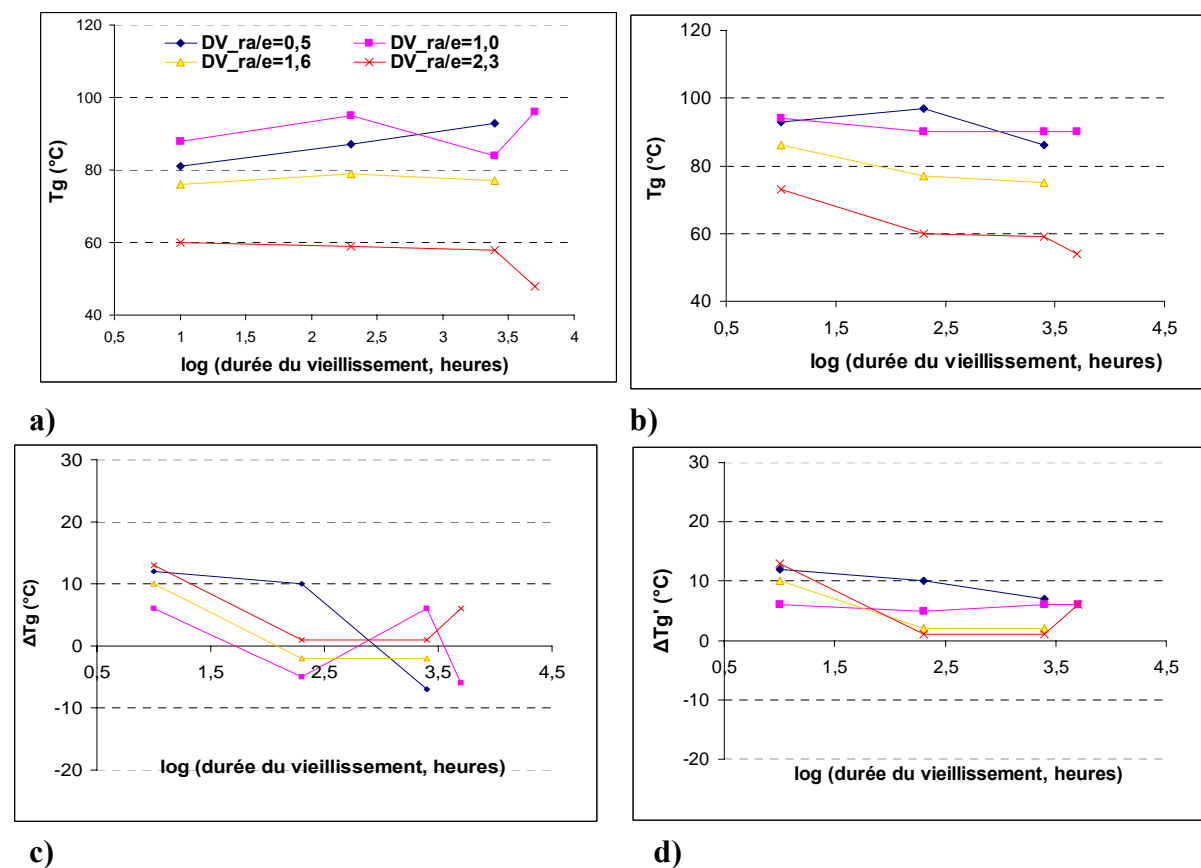 120
100
80
60
40
Tg (°C)
DV_ra/e=0,5
DV_ra/e=1,0
DV_ra/e=1,6
DV_ra/e=2,3
0,5
1
1,5
2
2,5
3
3,5
4
log (durée du vieillissement, heures)
a)
120
100
80
60
40
Tg (°C)
0,5
1,5
2,5
3,5
4,5
log (durée du vieillissement, heures)
b)
30
20
10
0
-10
-20
ΔTg (°C)
0,5
1,5
2,5
3,5
4,5
log (durée du vieillissement, heures)
c)
30
20
10
0
-10
-20
ΔTg' (°C)
0,5
1,5
2,5
3,5
4,5
log (durée du vieillissement, heures)
d)